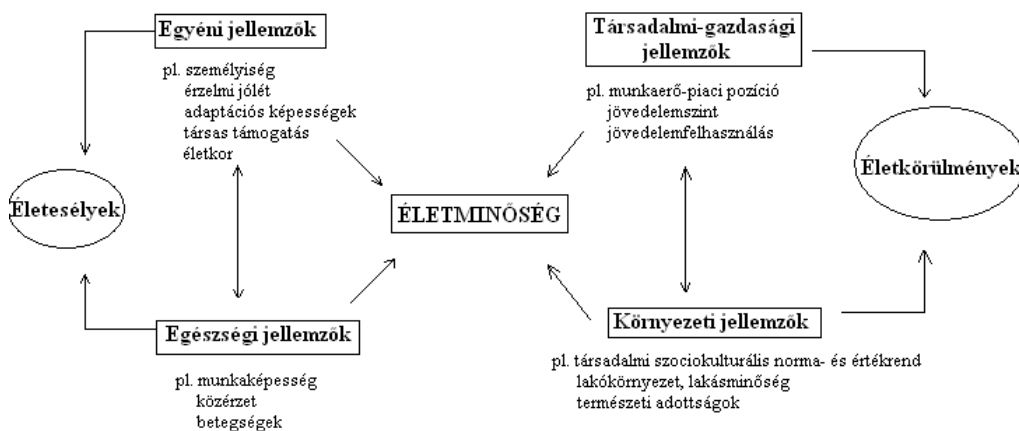 Egyéni jellemzők
pl. személyiség
érzelmi jólét
adaptációs képességek
társas támogatás
életkor
Társadalmi-gazdasági
jellemzők
pl. munkaerő-piaci pozíció
jövedelemszint
jövedelemfelhasználás
Életesélyek
ÉLETMINŐSÉG
Életkörülmények
Egészségi jellemzők
pl. munkaképesség
közérzet
betegségek
Környezeti jellemzők
pl. társadalmi szociokulturális norma- és értékrend
lakókörnyezet, lakásminőség
természeti adottságok